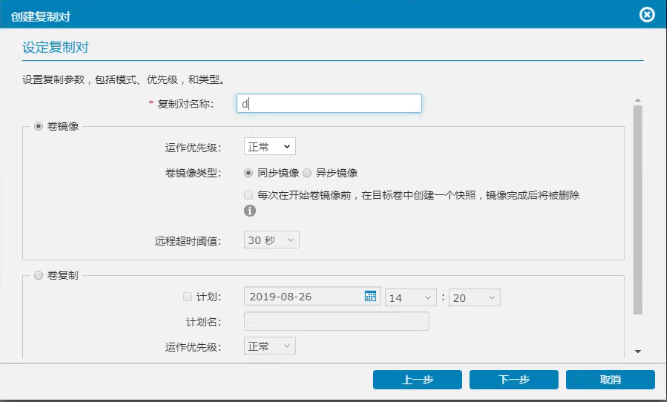 创建复制对
设定复制对
设置复制参数，包括模式、优先级，和类型。
* 复制对名称： d
卷镜像
运作优先级： 正常
卷镜像类型： 同步镜像 异步镜像
每次在开始卷镜像前，在目标卷中创建一个快照，镜像完成后将被删除
远程超时阈值： 30 秒
卷复制
计划： 2019-08-26 14 : 20
计划名：
运作优先级： 正常
上一步 下一步 取消